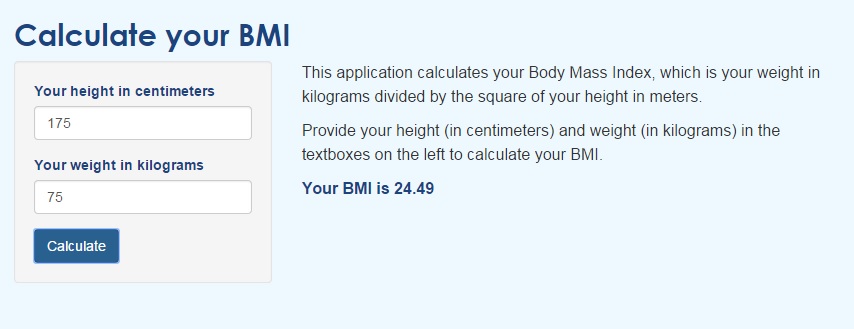 Calculate your BMI
Your height in centimeters
175
Your weight in kilograms
75
Calculate
This application calculates your Body Mass Index, which is your weight in
kilograms divided by the square of your height in meters.
Provide your height (in centimeters) and weight (in kilograms) in the
textboxes on the left to calculate your BMI.
Your BMI is 24.49